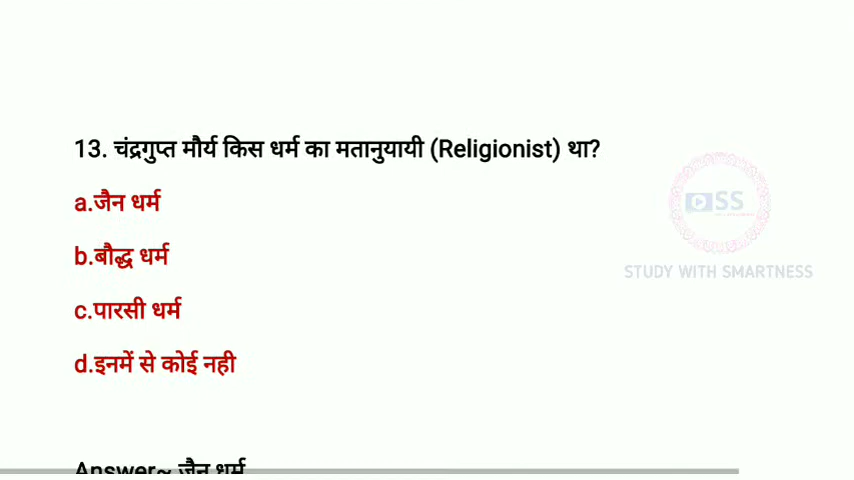 13. चंद्रगुप्त मौर्य किस धर्म का मतानुयायी (Religionist) था?
a.जैन धर्म
SS
b.बौद्ध धर्म
STUDY WITH SMARTNESS
c.पारसी धर्म
d.इनमें से कोई नही
Answer~ जैन धर्म